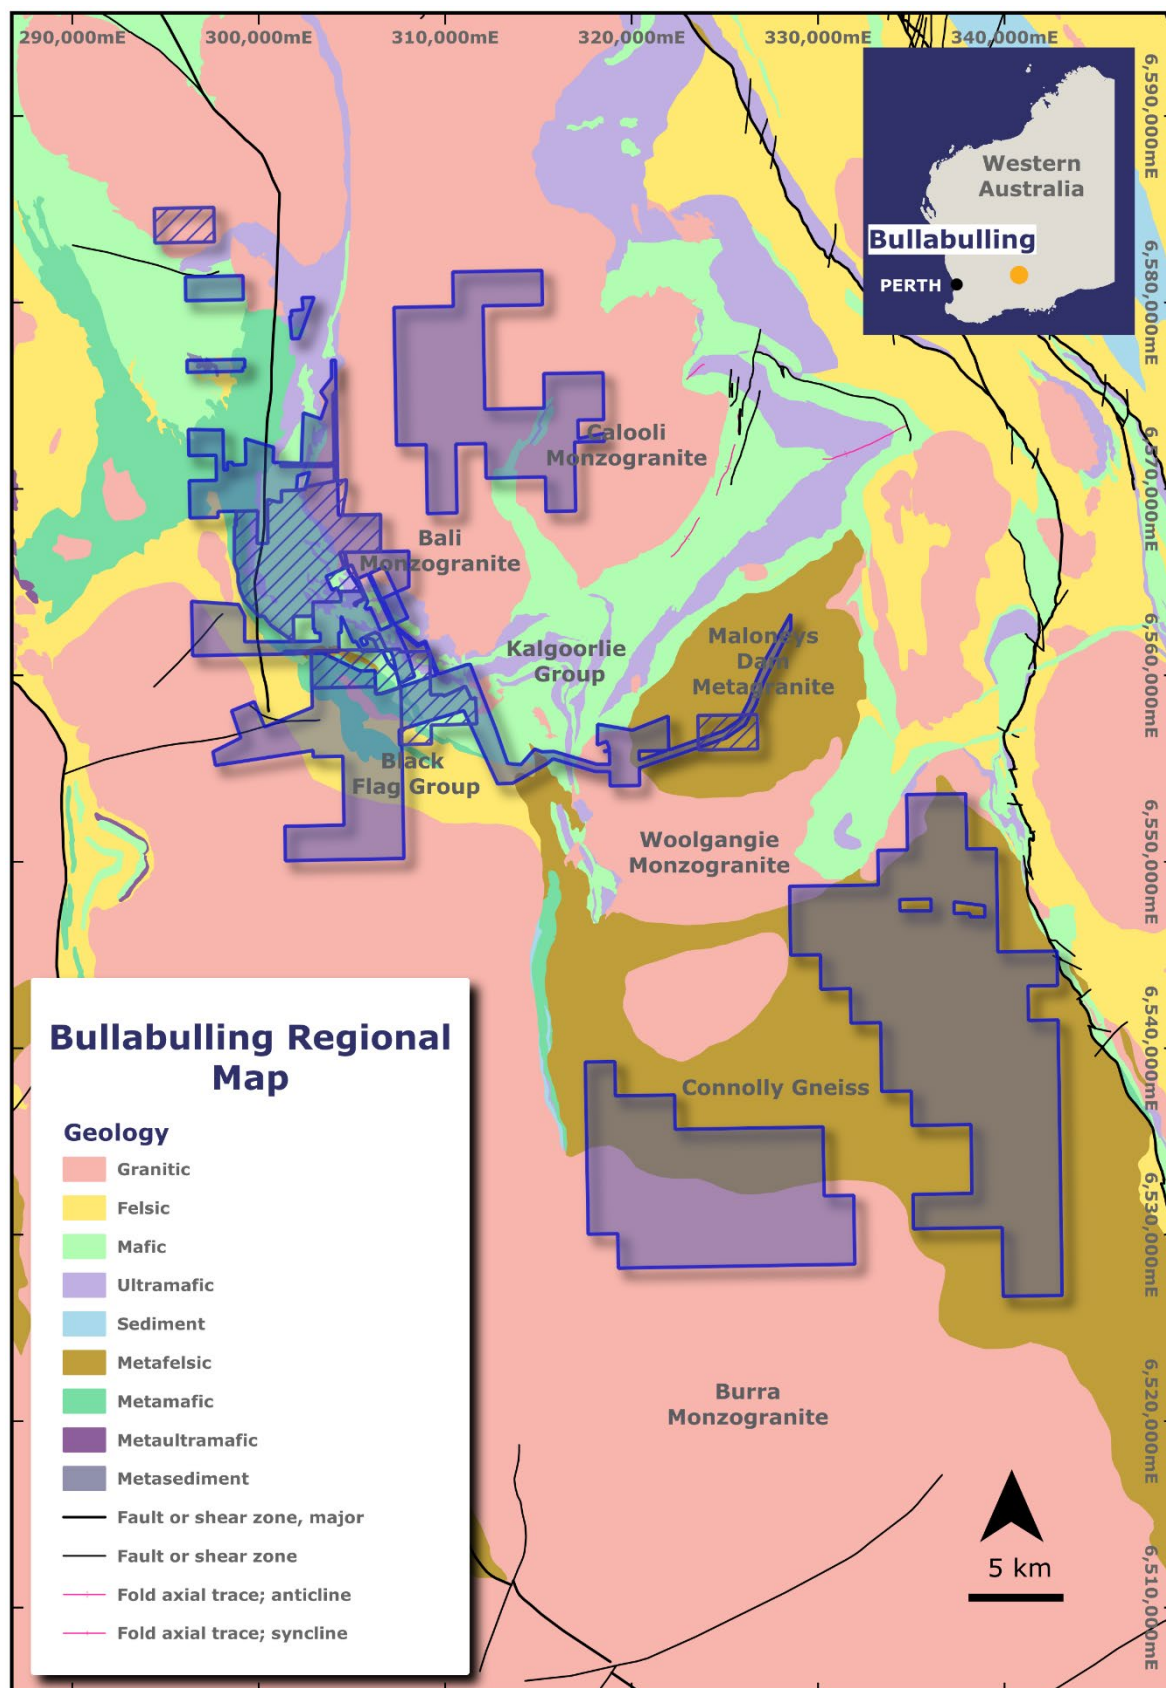 290,000mE
300,000mE
310,000mE
320,000mE
330,000mE
340,000mE
6,590,000mE
6,580,000mE
6,570,000mE
6,560,000mE
6,550,000mE
6,540,000mE
6,530,000mE
6,520,000mE
6,510,000mE
Western
Australia
Bullabulling
PERTH
Calooli
Monzogranite
Bali
Monzogranite
Kalgoorlie
Group
Malonsys
Dam
Metagranite
Black
Flag Group
Woolgangie
Monzogranite
Connolly Gneiss
Burra
Monzogranite
Bullabulling Regional
Map
Geology
Granitic
Felsic
Mafic
Ultramafic
Sediment
Metafelsic
Metamafic
Metaultramafic
Metasediment
Fault or shear zone, major
Fault or shear zone
Fold axial trace; anticline
Fold axial trace; syncline
5 km